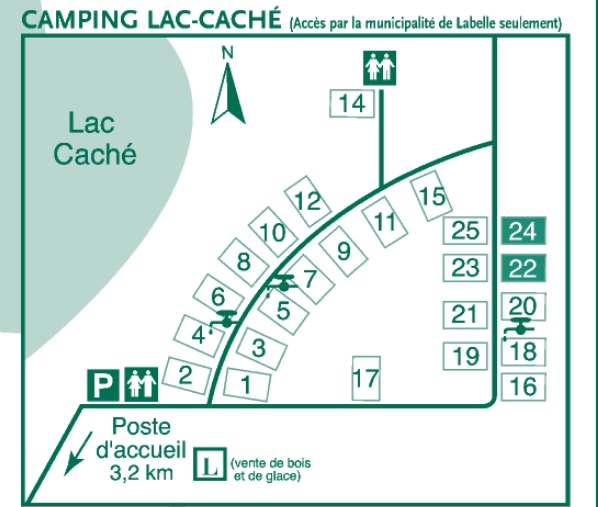 CAMPING LAC-CACHÉ (Accès par la municipalité de Labelle seulement)
N
Lac
Caché
14
12
15
10
11
8
9
25
24
6
7
23
22
4
5
21
20
3
19
18
2
1
17
16
P
Poste
d'accueil
3,2 km
L
(vente de bois
et de glace)